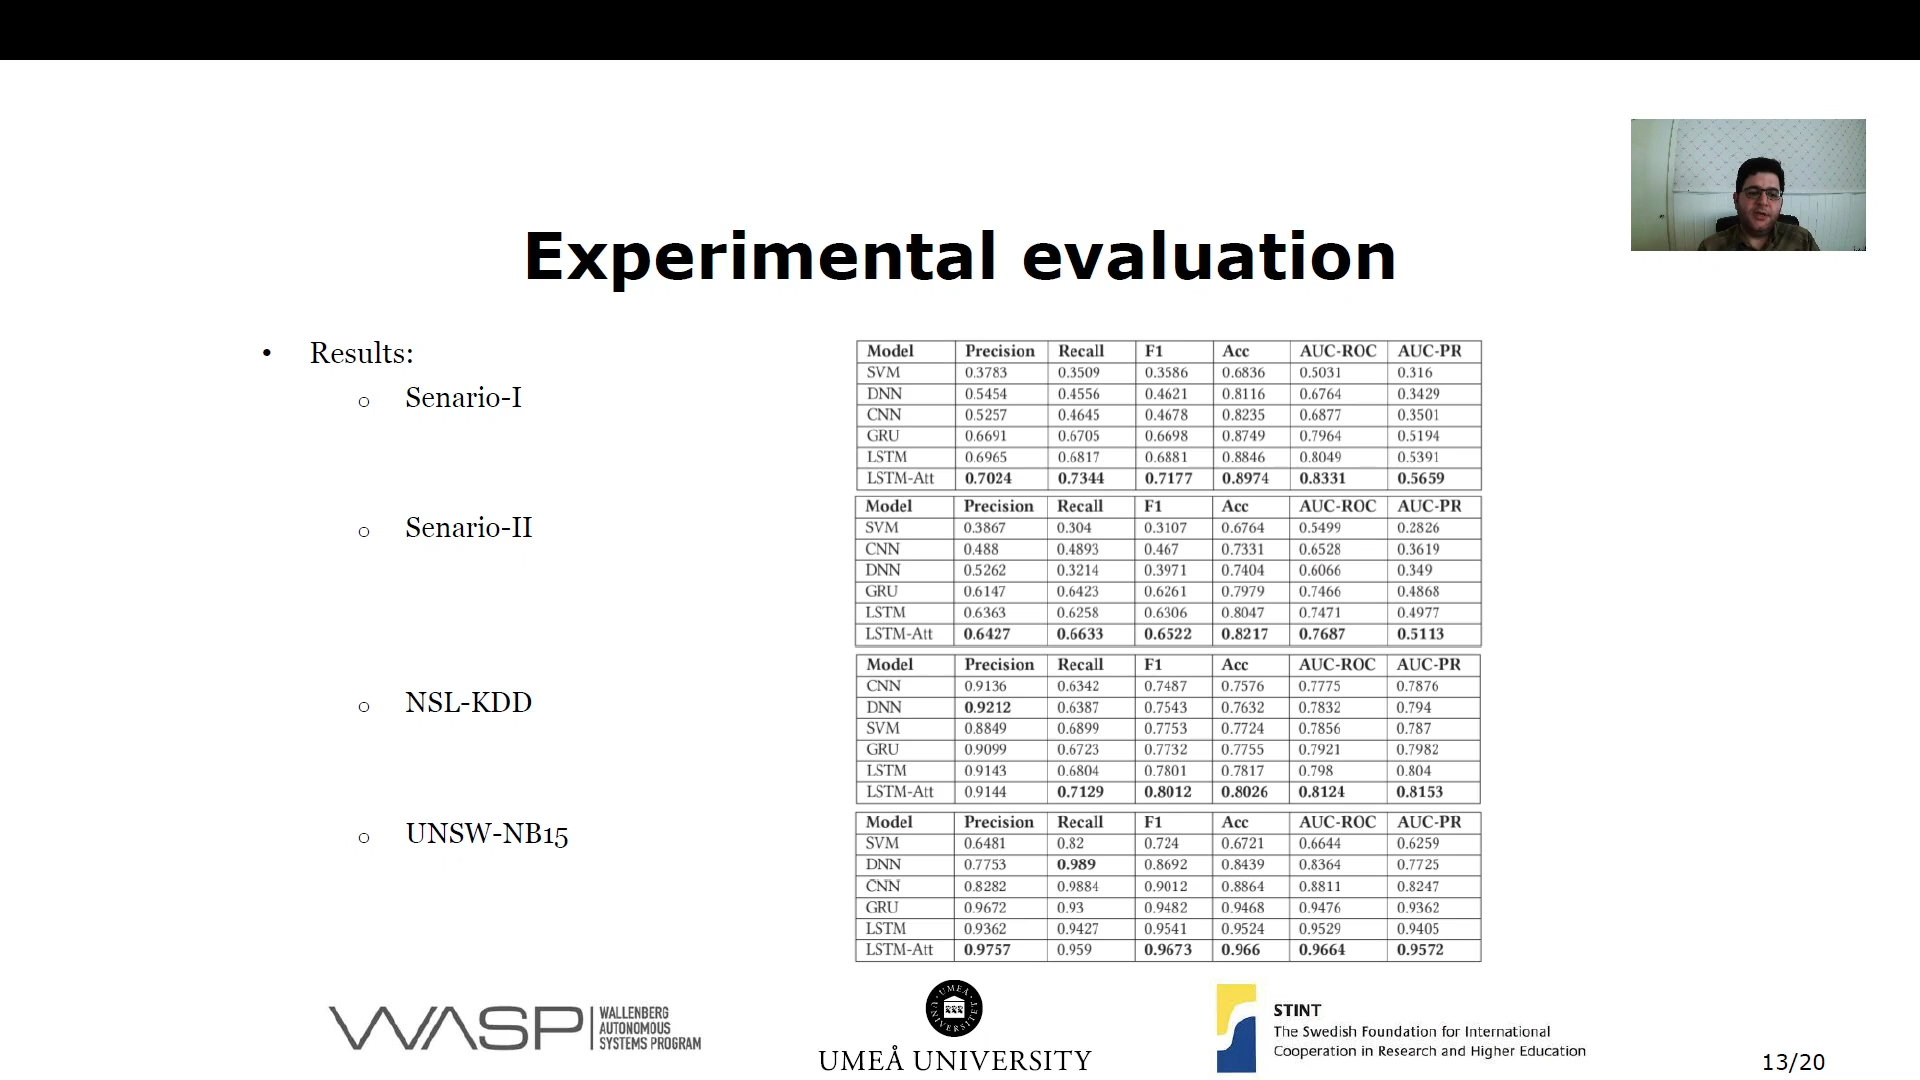 Experimental evaluation
• Results:
o Senario-I
o Senario-II
o NSL-KDD
o UNSW-NB15
Model Precision Recall F1 Acc AUC-ROC AUC-PR
SVM 0.3783 0.3509 0.3586 0.6836 0.5031 0.316
DNN 0.5454 0.4556 0.4621 0.8116 0.6764 0.3429
CNN 0.5257 0.4645 0.4678 0.8235 0.6877 0.3501
GRU 0.6691 0.6705 0.6698 0.8749 0.7964 0.5194
LSTM 0.6965 0.6817 0.6881 0.8846 0.8049 0.5391
LSTM-Att 0.7024 0.7344 0.7177 0.8974 0.8331 0.5659
Model Precision Recall F1 Acc AUC-ROC AUC-PR
SVM 0.3867 0.304 0.3107 0.6764 0.5499 0.2826
CNN 0.488 0.4893 0.467 0.7331 0.6528 0.3619
DNN 0.5262 0.3214 0.3971 0.7404 0.6066 0.349
GRU 0.6147 0.6423 0.6261 0.7979 0.7466 0.4868
LSTM 0.6363 0.6258 0.6306 0.8047 0.7471 0.4977
LSTM-Att 0.6427 0.6633 0.6522 0.8217 0.7687 0.5113
Model Precision Recall F1 Acc AUC-ROC AUC-PR
CNN 0.9136 0.6342 0.7487 0.7576 0.7775 0.7876
DNN 0.9212 0.6387 0.7543 0.7632 0.7832 0.794
SVM 0.8849 0.6899 0.7753 0.7724 0.7856 0.787
GRU 0.9099 0.6723 0.7732 0.7755 0.7921 0.7982
LSTM 0.9143 0.6804 0.7801 0.7817 0.798 0.804
LSTM-Att 0.9144 0.7129 0.8012 0.8026 0.8124 0.8153
Model Precision Recall F1 Acc AUC-ROC AUC-PR
SVM 0.6481 0.82 0.724 0.6721 0.6644 0.6259
DNN 0.7753 0.989 0.8692 0.8439 0.8364 0.7725
CNN 0.8282 0.9884 0.9012 0.8864 0.8811 0.8247
GRU 0.9672 0.93 0.9482 0.9468 0.9476 0.9362
LSTM 0.9362 0.9427 0.9541 0.9524 0.9529 0.9405
LSTM-Att 0.9757 0.959 0.9673 0.966 0.9664 0.9572
WASP
WALLENBERG
AUTONOMOUS
SYSTEMS PROGRAM
UMEÅ UNIVERSITET
UMEÅ UNIVERSITY
STINT
The Swedish Foundation for International
Cooperation in Research and Higher Education
13/20